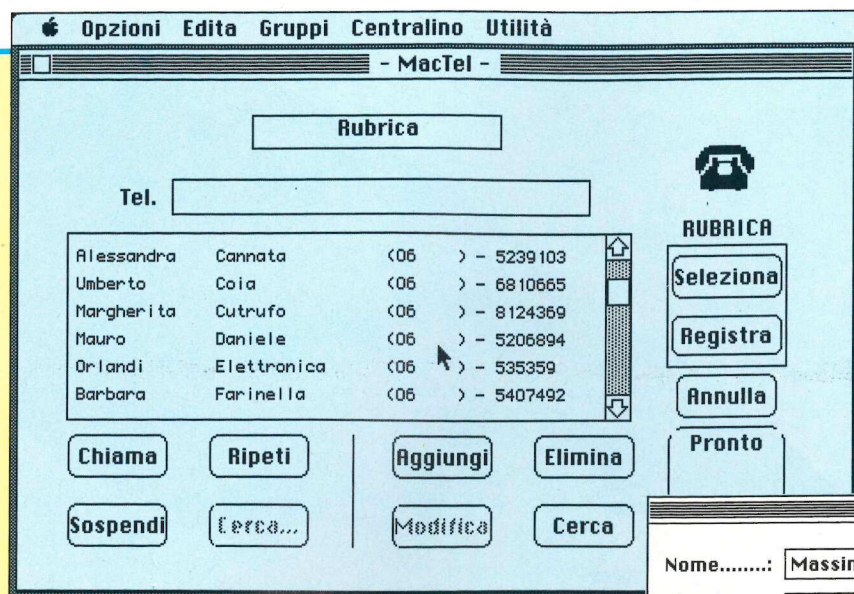 Opzioni Edita Gruppi Centralino Utilità
- MacTel -
Rubrica
Tel.
Alessandra Cannata (06 ) - 5239103
Umberto Coia (06 ) - 6810665
Margherita Cutrufo (06 ) - 8124369
Mauro Daniele (06 ) - 5206894
Orlandi Elettronica (06 ) - 535359
Barbara Farinella (06 ) - 5407492
RUBRICA
Seleziona
Registra
Annulla
Pronto
Chiama Ripeti Aggiungi Elimina
Sospendi Cerca... Modifica Cerca
Nome........: